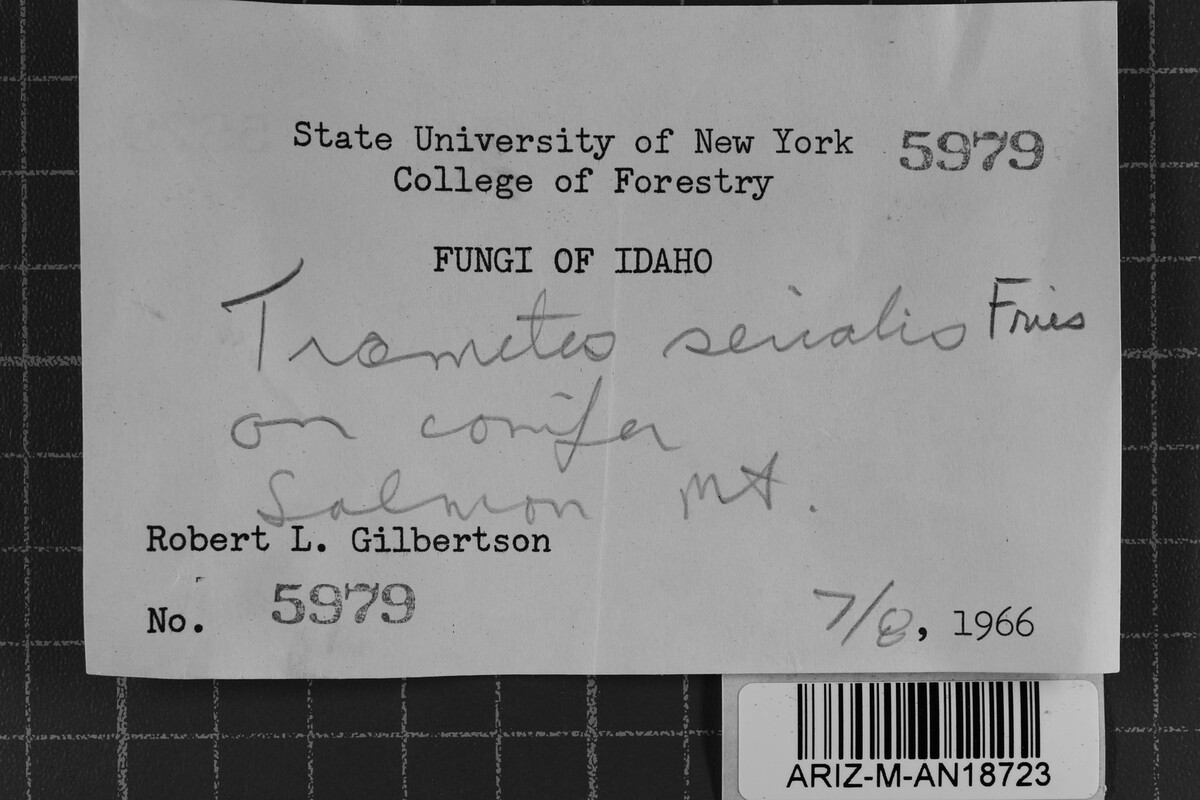 State University of New York 5979
College of Forestry
FUNGI OF IDAHO
Trametes serialis Fries
on conifer
Salmon Mt.
Robert L. Gilbertson
No. 5979
7/8, 1966
ARIZ-M-AN18723